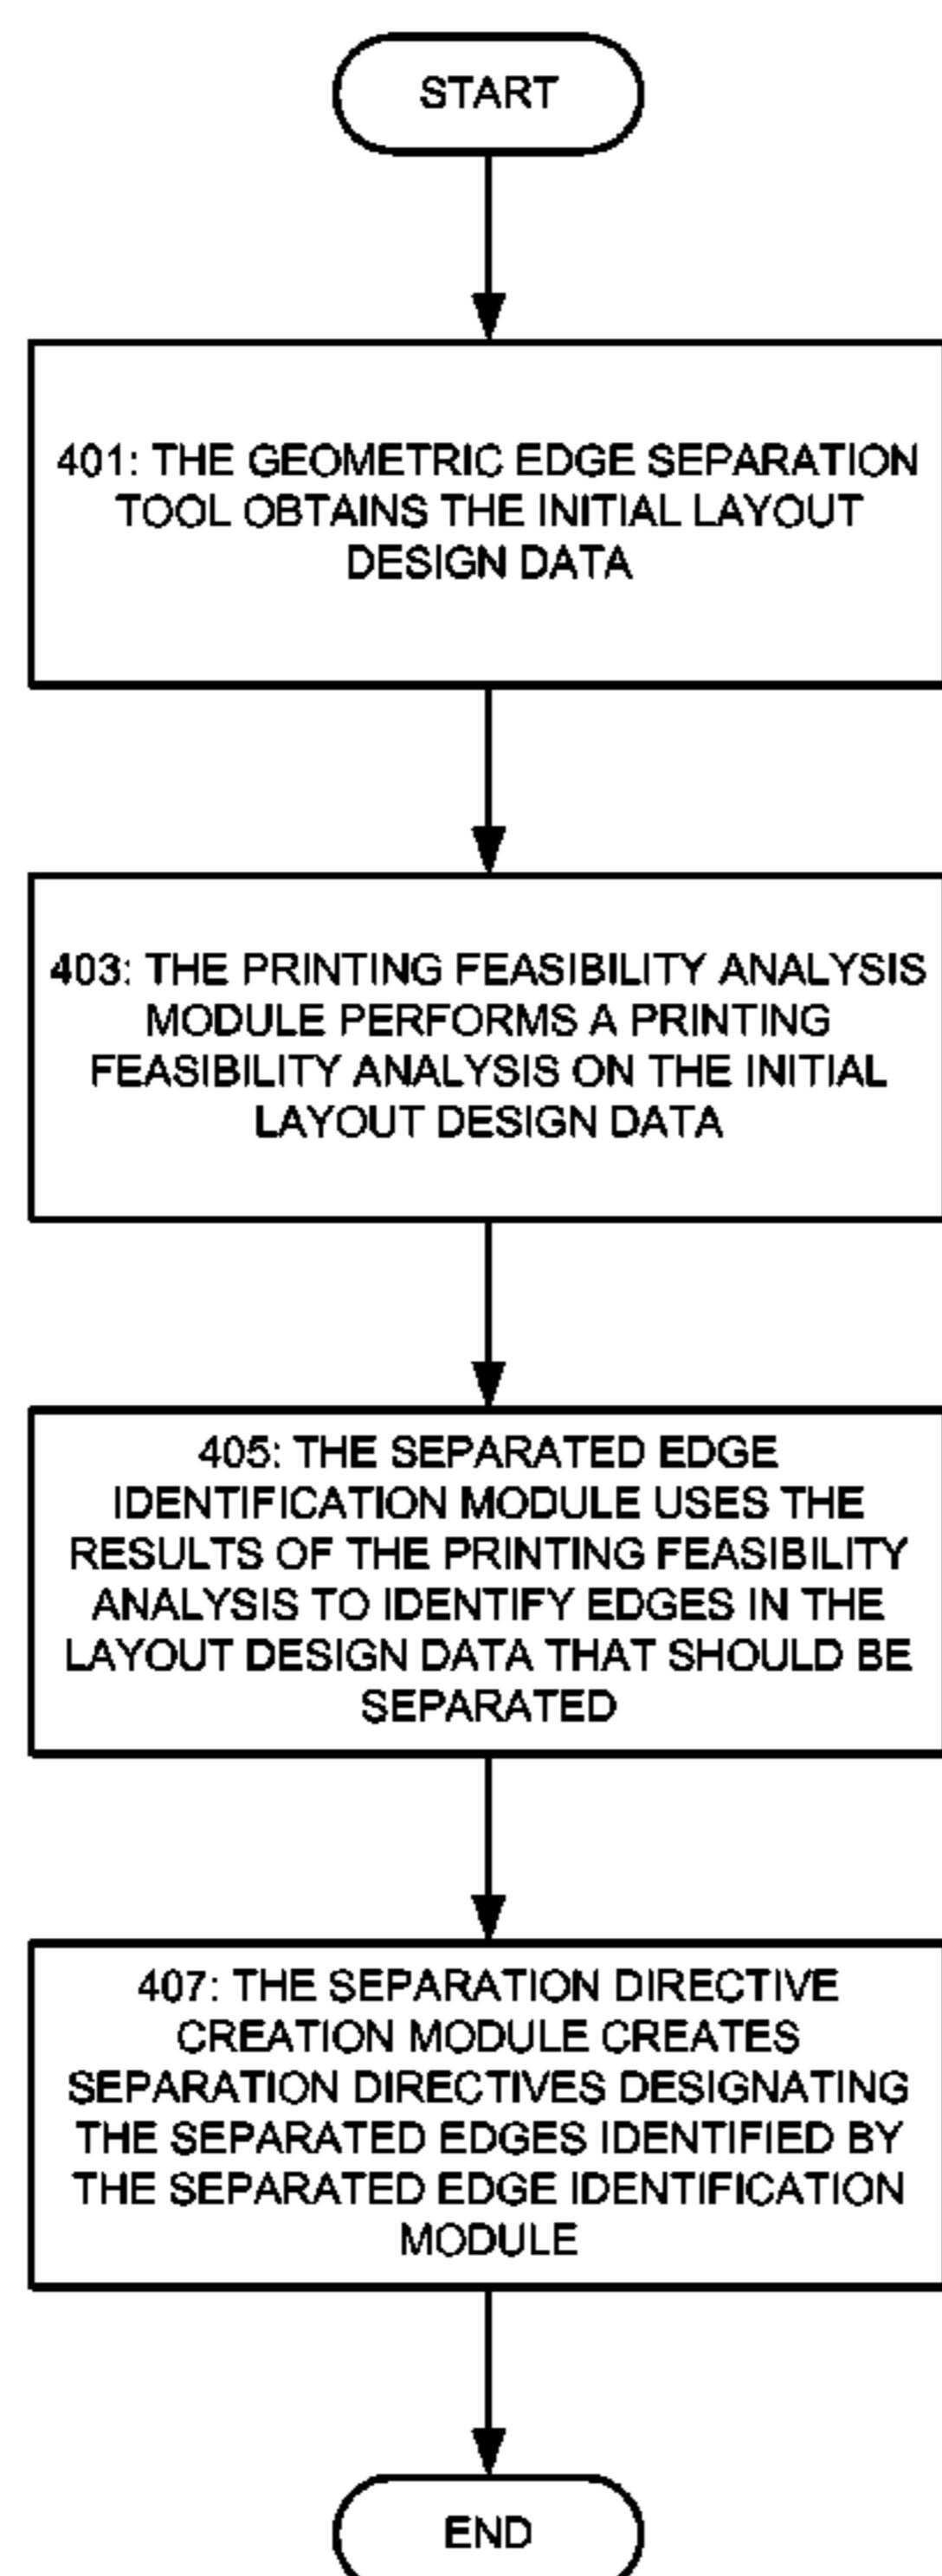 START
401: THE GEOMETRIC EDGE SEPARATION
TOOL OBTAINS THE INITIAL LAYOUT
DESIGN DATA
403: THE PRINTING FEASIBILITY ANALYSIS
MODULE PERFORMS A PRINTING
FEASIBILITY ANALYSIS ON THE INITIAL
LAYOUT DESIGN DATA
405: THE SEPARATED EDGE
IDENTIFICATION MODULE USES THE
RESULTS OF THE PRINTING FEASIBILITY
ANALYSIS TO IDENTIFY EDGES IN THE
LAYOUT DESIGN DATA THAT SHOULD BE
SEPARATED
407: THE SEPARATION DIRECTIVE
CREATION MODULE CREATES
SEPARATION DIRECTIVES DESIGNATING
THE SEPARATED EDGES IDENTIFIED BY
THE SEPARATED EDGE IDENTIFICATION
MODULE
END